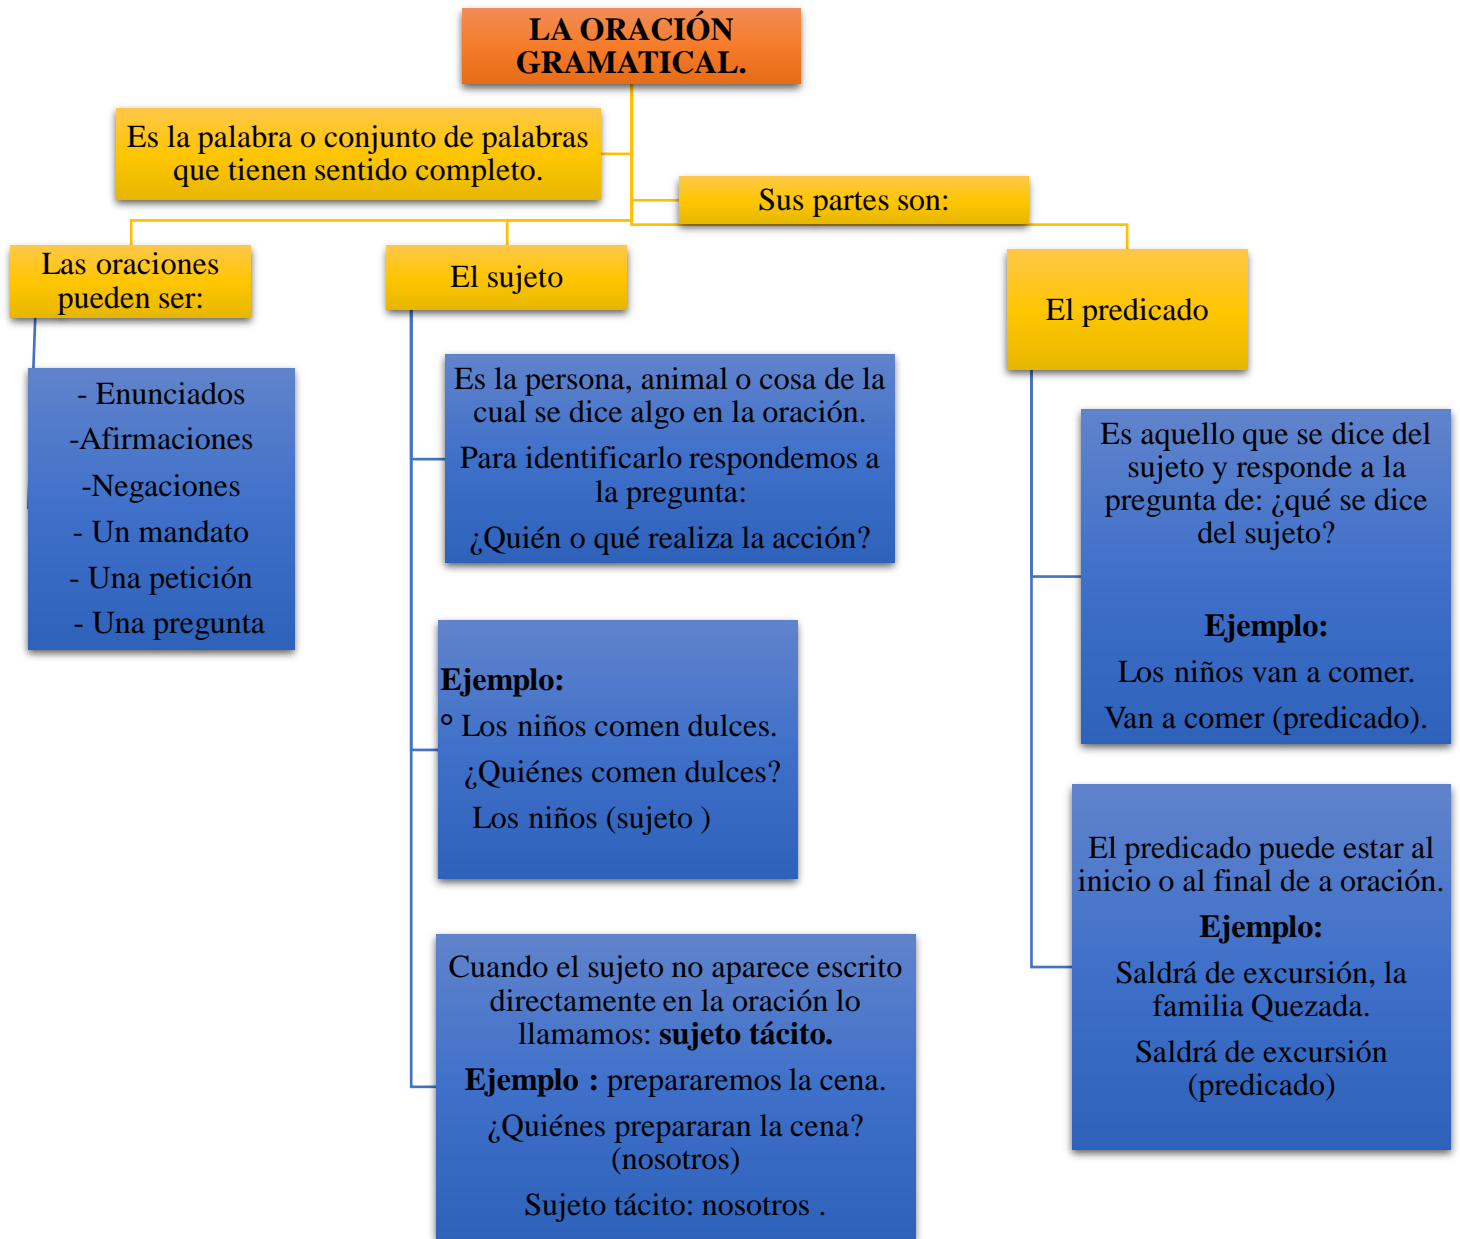 LA ORACIÓN
GRAMATICAL.
Es la palabra o conjunto de palabras
que tienen sentido completo.
Sus partes son:
Las oraciones
pueden ser:
- Enunciados
-Afirmaciones
-Negaciones
- Un mandato
- Una petición
- Una pregunta
El sujeto
Es la persona, animal o cosa de la
cual se dice algo en la oración.
Para identificarlo respondemos a
la pregunta:
¿Quién o qué realiza la acción?
Ejemplo:
° Los niños comen dulces.
¿Quiénes comen dulces?
Los niños (sujeto )
Cuando el sujeto no aparece escrito
directamente en la oración lo
llamamos: sujeto tácito.
Ejemplo : prepararemos la cena.
¿Quiénes prepararan la cena?
(nosotros)
Sujeto tácito: nosotros .
El predicado
Es aquello que se dice del
sujeto y responde a la
pregunta de: ¿qué se dice
del sujeto?
Ejemplo:
Los niños van a comer.
Van a comer (predicado).
El predicado puede estar al
inicio o al final de a oración.
Ejemplo:
Saldrá de excursión, la
familia Quezada.
Saldrá de excursión
(predicado)